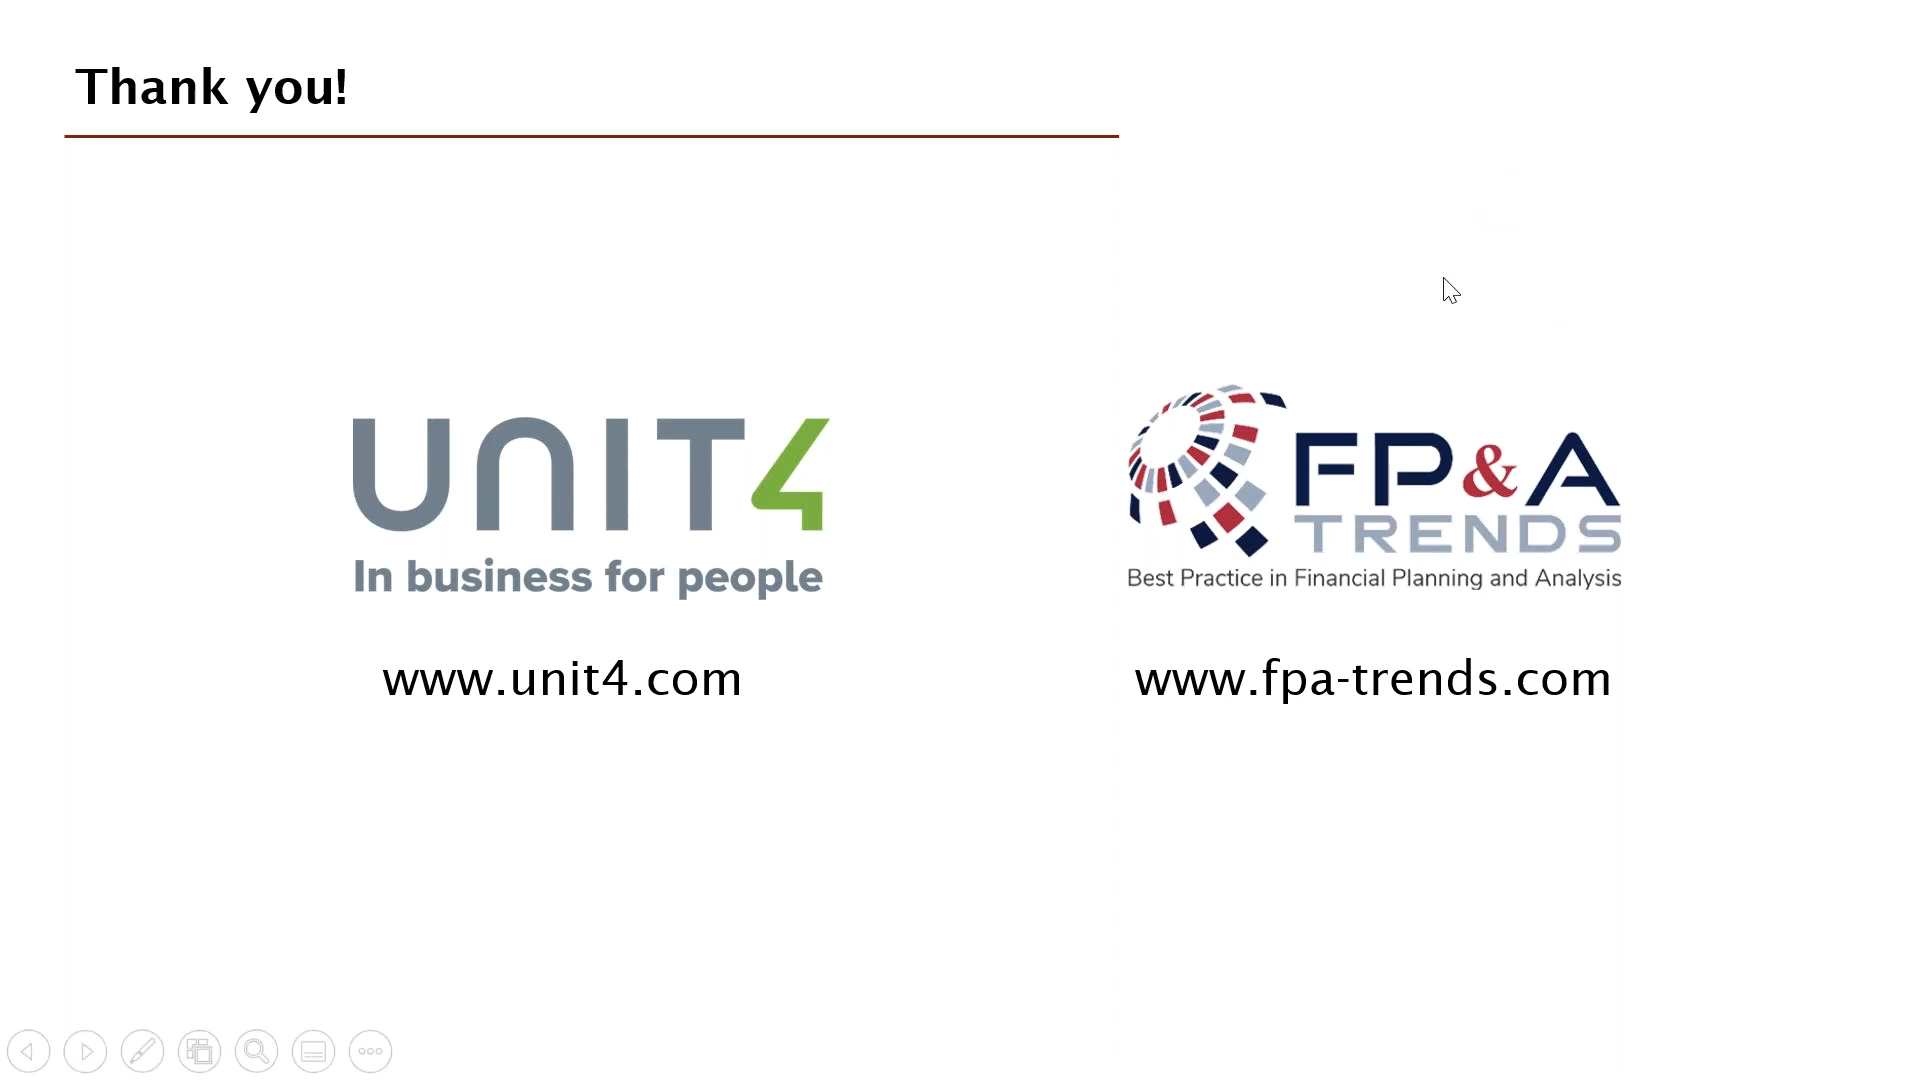 Thank you!
UNIT4
In business for people
www.unit4.com
FP&A
TRENDS
Best Practice in Financial Planning and Analysis
www.fpa-trends.com